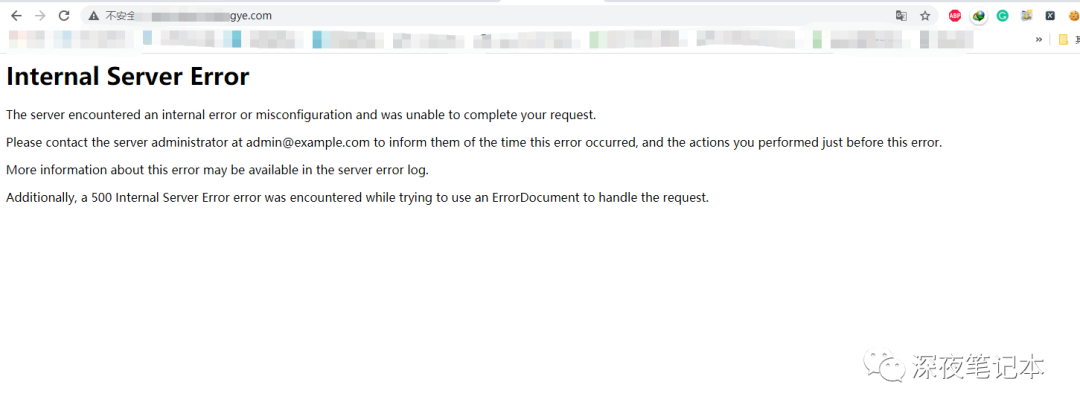 不安全 gye.com
ABP
X
»
Internal Server Error
The server encountered an internal error or misconfiguration and was unable to complete your request.
Please contact the server administrator at admin@example.com to inform them of the time this error occurred, and the actions you performed just before this error.
More information about this error may be available in the server error log.
Additionally, a 500 Internal Server Error error was encountered while trying to use an ErrorDocument to handle the request.
深夜笔记本